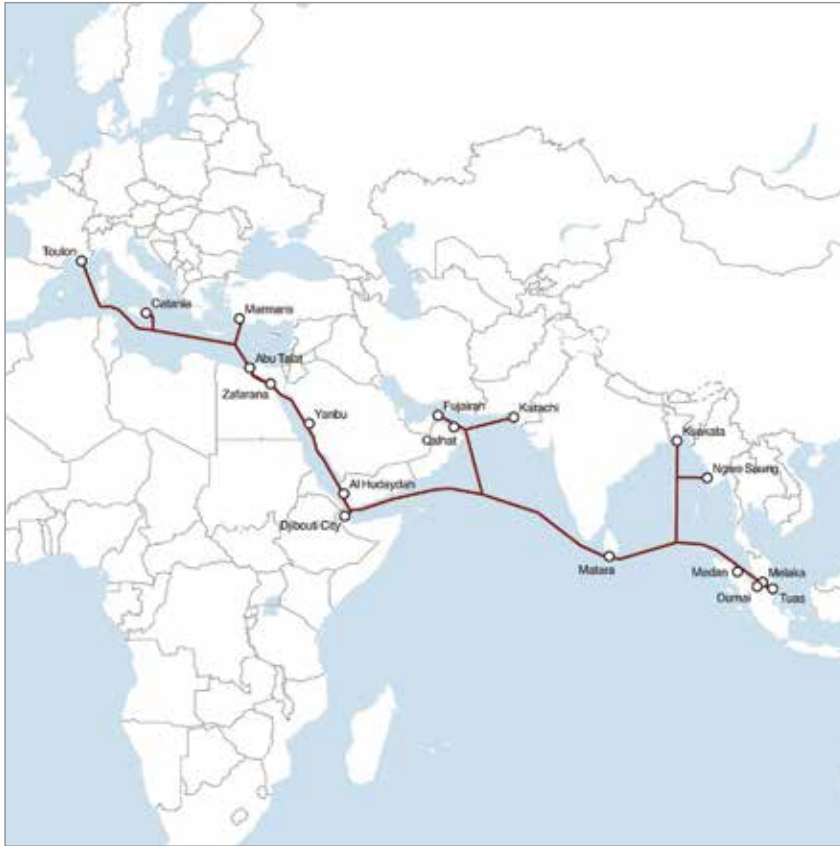 Toulon
Catania
Marmaris
Abu Talat
Zafarana
Yanbu
Fujairah
Qalhat
Karachi
Kuakata
Ngwe Saung
Al Hudaydah
Djibouti City
Matara
Medan
Melaka
Dumai
Tuas